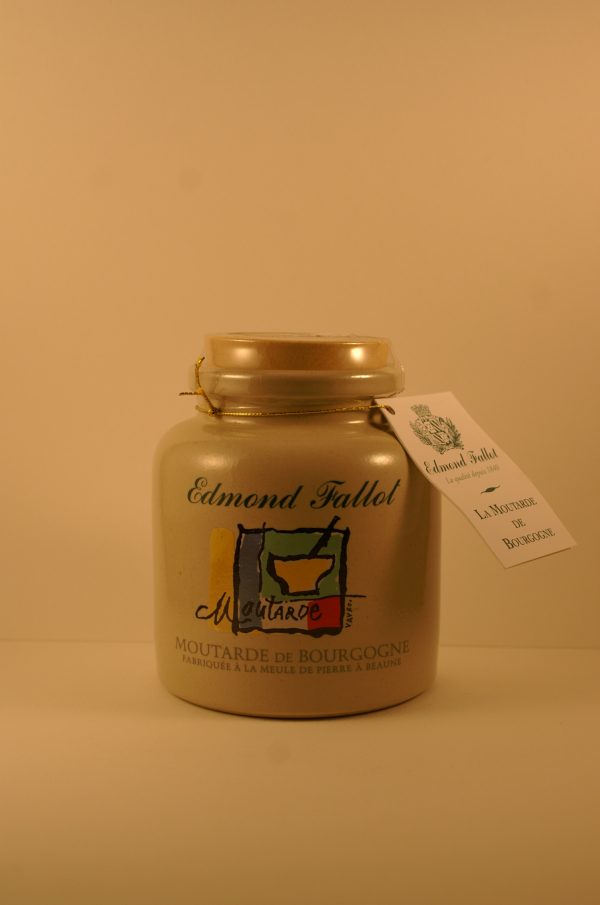 Edmond Fallot
Moutarde
VAVET.
MOUTARDE DE BOURGOGNE
FABRIQUÉE À LA MEULE DE PIERRE À BEAUNE
Edmond Fallot
La qualité depuis 1840
LA MOUTARDE
DE
BOURGOGNE